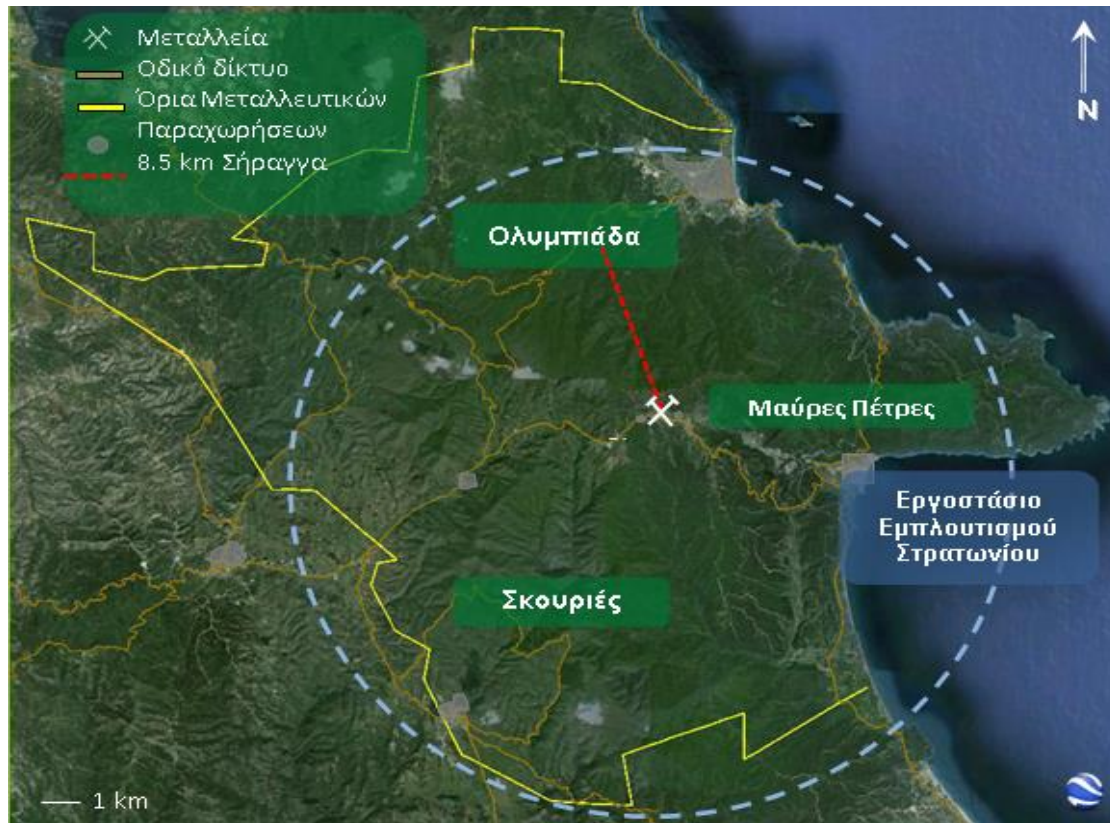 Μεταλλεία
Οδικό δίκτυο
Όρια Μεταλλευτικών
Παραχωρήσεων
8.5 km Σήραγγα
N
Ολυμπιάδα
Μαύρες Πέτρες
Εργοστάσιο
Εμπλουτισμού
Στρατωνίου
Σκουριές
1 km